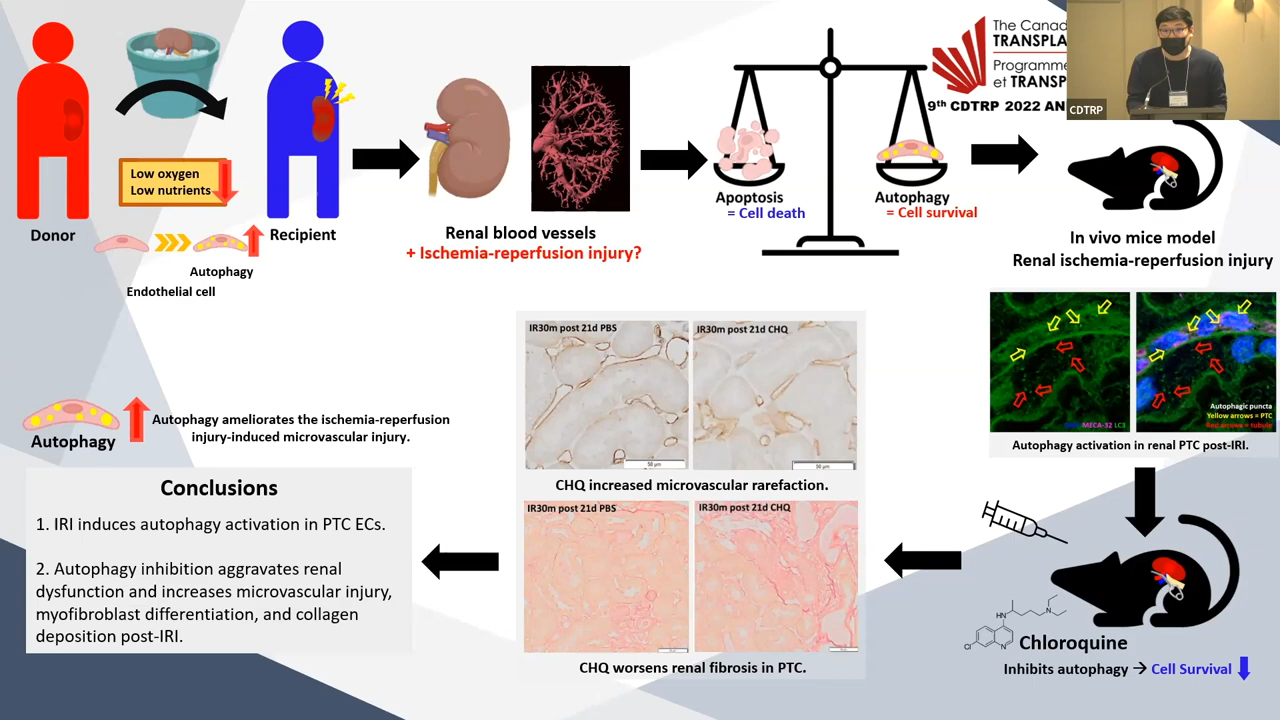 The Canad
TRANSPLA
Programme
et TRANSP
9th CDTRP 2022 AN
CDTRP
Low oxygen
Low nutrients
Donor
Recipient
Autophagy
Endothelial cell
Renal blood vessels
+ Ischemia-reperfusion injury?
Apoptosis
= Cell death
Autophagy
= Cell survival
In vivo mice model
Renal ischemia-reperfusion injury
Autophagic puncta
Yellow arrows = PTC
Red arrows = tubule
MECA-32 LC3
Autophagy activation in renal PTC post-IRI.
HN
N
N
Cl
Chloroquine
Inhibits autophagy → Cell Survival
IR30m post 21d PBS
IR30m post 21d CHQ
50 µm
50 µm
CHQ increased microvascular rarefaction.
IR30m post 21d PBS
IR30m post 21d CHQ
CHQ worsens renal fibrosis in PTC.
Autophagy
Autophagy ameliorates the ischemia-reperfusion
injury-induced microvascular injury.
Conclusions
1. IRI induces autophagy activation in PTC ECs.
2. Autophagy inhibition aggravates renal
dysfunction and increases microvascular injury,
myofibroblast differentiation, and collagen
deposition post-IRI.